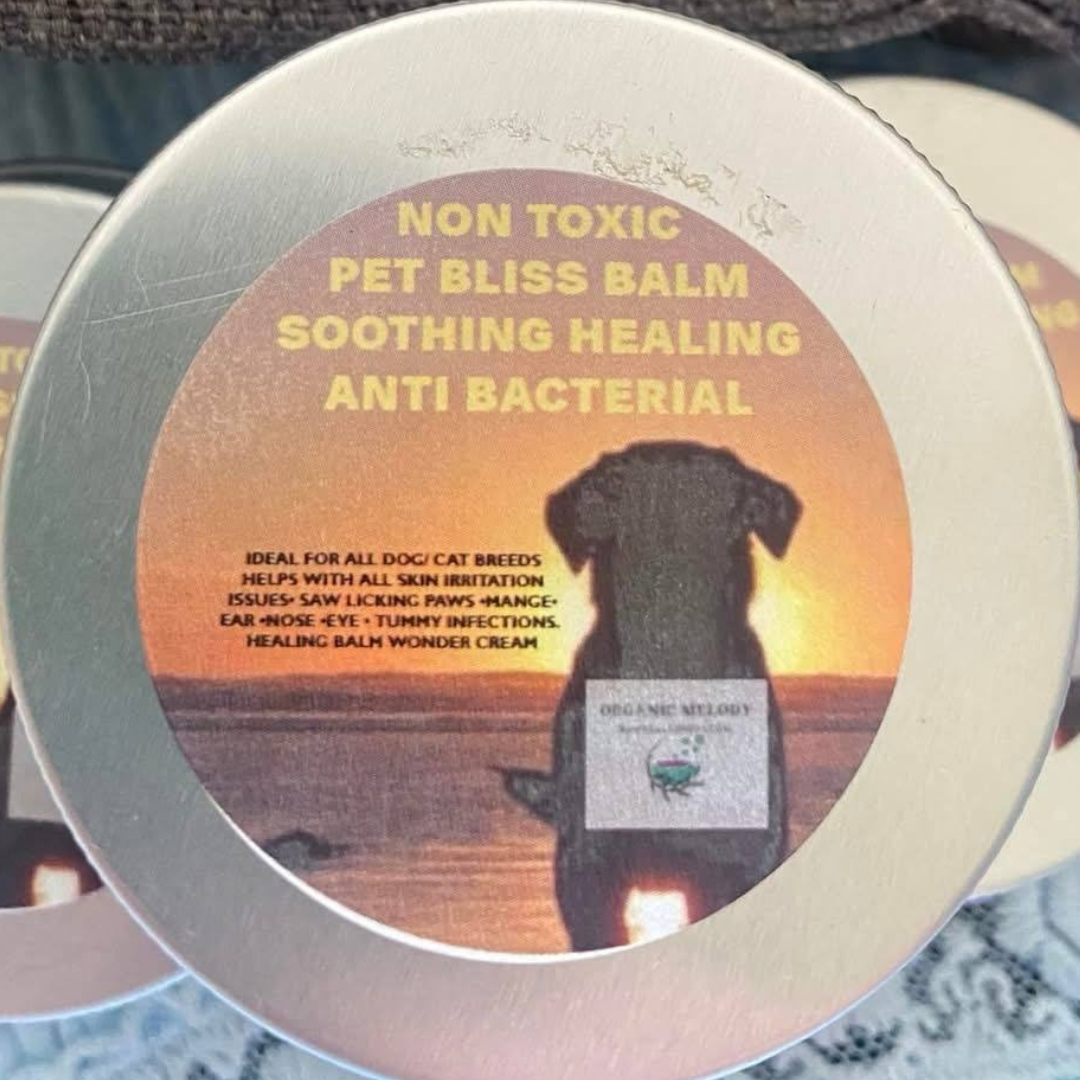 NON TOXIC
PET BLISS BALM
SOOTHING HEALING
ANTI BACTERIAL
IDEAL FOR ALL DOG/ CAT BREEDS
HELPS WITH ALL SKIN IRRITATION
ISSUES• SAW LICKING PAWS •MANGE•
EAR •NOSE •EYE • TUMMY INFECTIONS.
HEALING BALM WONDER CREAM
ORGANIC MELODY